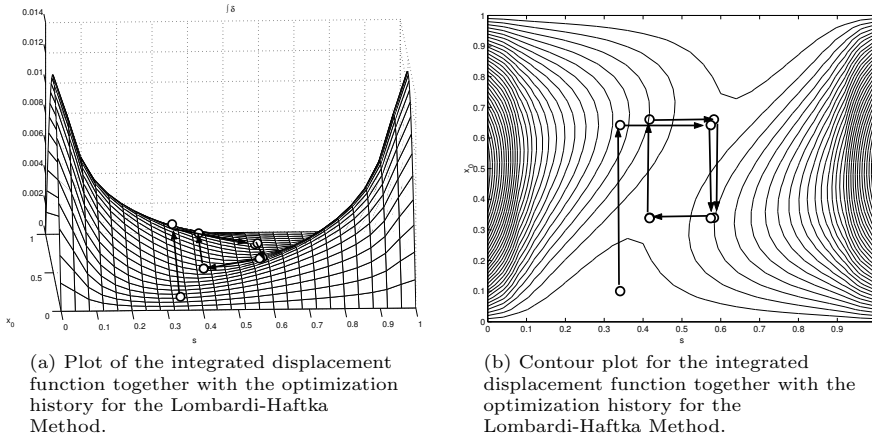 ∫ δ
0.014
0.012
0.01
0.008
0.006
0.004
0.002
0
1
0.5
0
x₀
0 0.1 0.2 0.3 0.4 0.5 0.6 0.7 0.8 0.9 1
s
(a) Plot of the integrated displacement
function together with the optimization
history for the Lombardi-Haftka
Method.
1
0.9
0.8
0.7
0.6
x₀ 0.5
0.4
0.3
0.2
0.1
0
0 0.1 0.2 0.3 0.4 0.5 0.6 0.7 0.8 0.9 1
s
(b) Contour plot for the integrated
displacement function together with the
optimization history for the
Lombardi-Haftka Method.